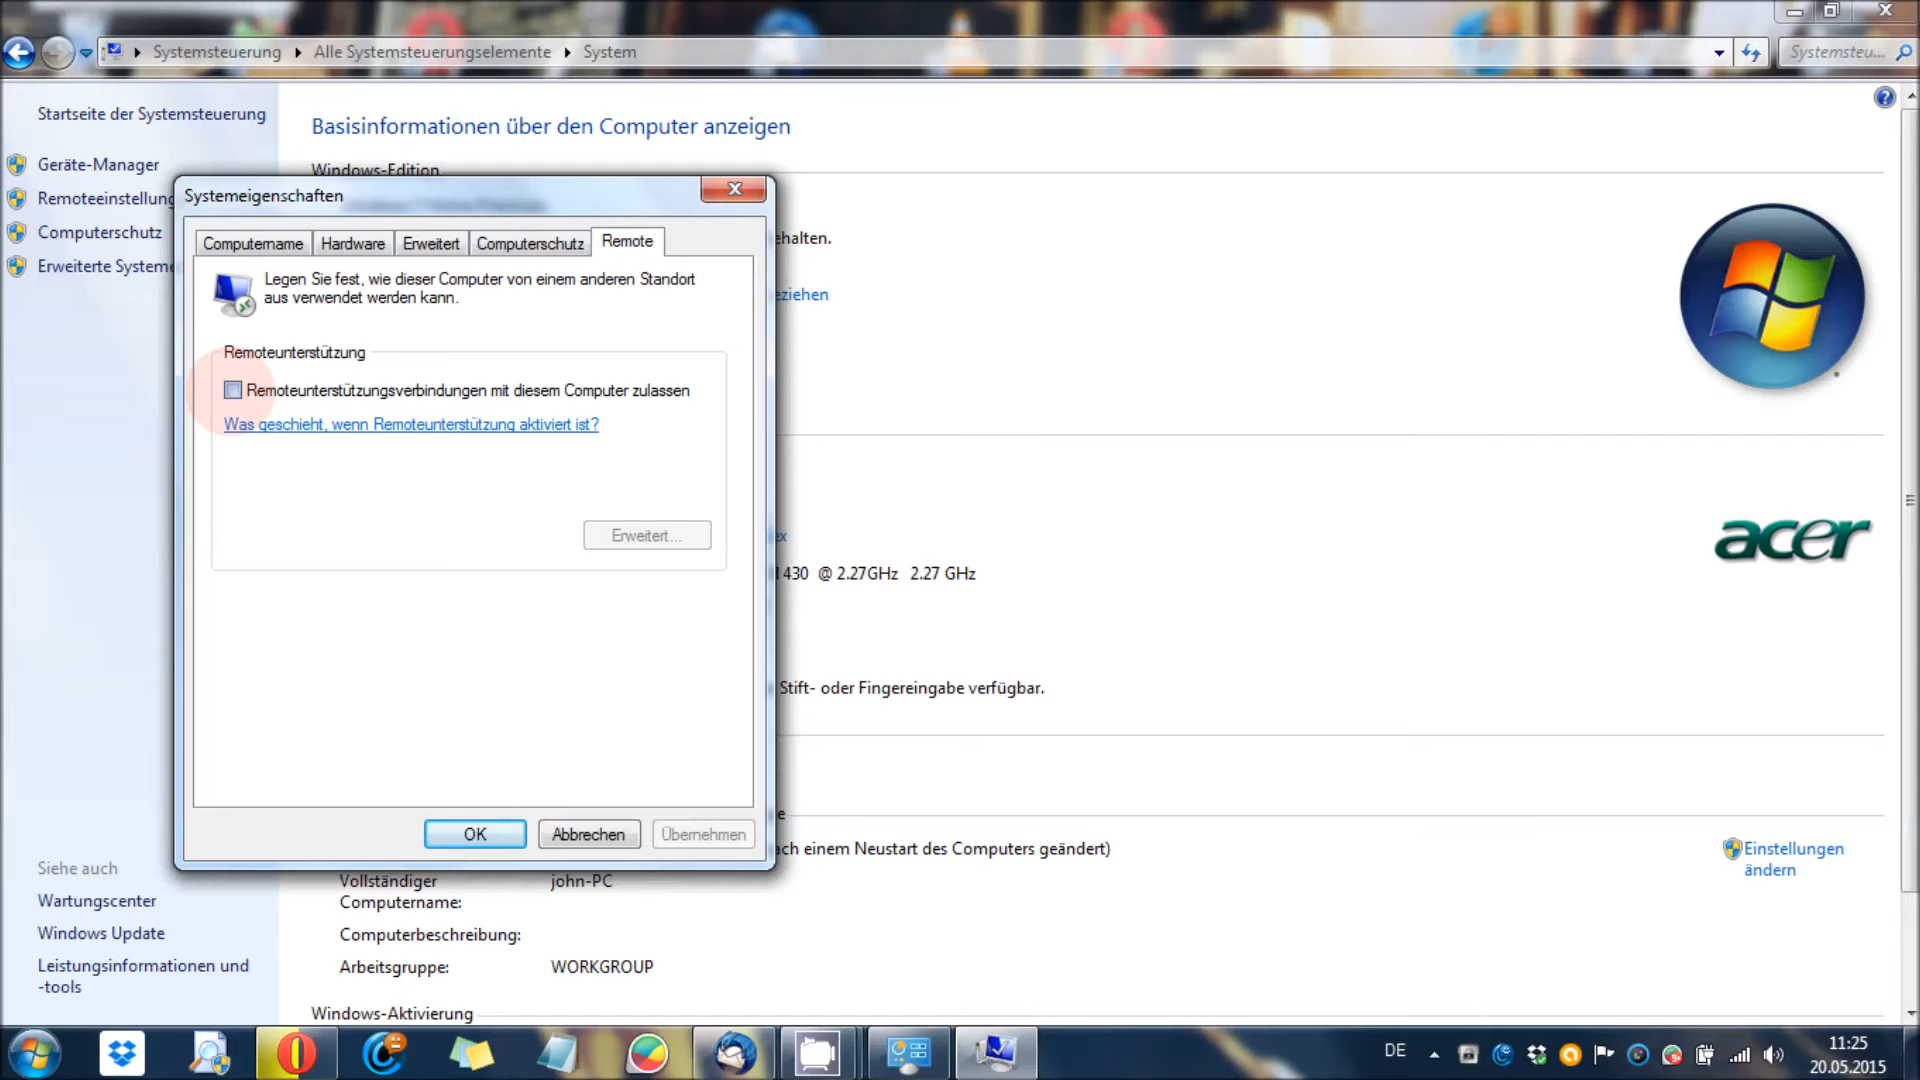 Systemsteuerung
Alle Systemsteuerungselemente
System
Systemsteu...
Startseite der Systemsteuerung
Geräte-Manager
Remoteeinstellung
Computerschutz
Erweiterte Systeme
Basisinformationen über den Computer anzeigen
Windows-Edition
Systemeigenschaften
Computername
Hardware
Erweitert
Computerschutz
Remote
Legen Sie fest, wie dieser Computer von einem anderen Standort
aus verwendet werden kann.
Remoteunterstützung
Remoteunterstützungsverbindungen mit diesem Computer zulassen
Was geschieht, wenn Remoteunterstützung aktiviert ist?
Erweitert...
OK
Abbrechen
Übernehmen
ehalten.
eziehen
acer
ex
430 @ 2.27GHz 2.27 GHz
Stift- oder Fingereingabe verfügbar.
e
ach einem Neustart des Computers geändert)
Einstellungen
ändern
Vollständiger
Computername:
john-PC
Computerbeschreibung:
Arbeitsgruppe:
WORKGROUP
Windows-Aktivierung
Siehe auch
Wartungscenter
Windows Update
Leistungsinformationen und
-tools
DE
11:25
20.05.2015